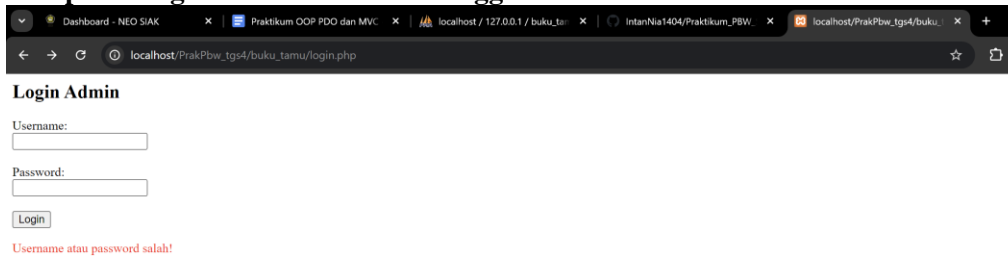 Dashboard - NEO SIAK
Praktikum OOP PDO dan MVC
localhost / 127.0.0.1 / buku_tan
IntanNia1404/Praktikum_PBW_
localhost/PrakPbw_tgs4/buku_
localhost/PrakPbw_tgs4/buku_tamu/login.php
Login Admin
Username:
Password:
Login
Username atau password salah!